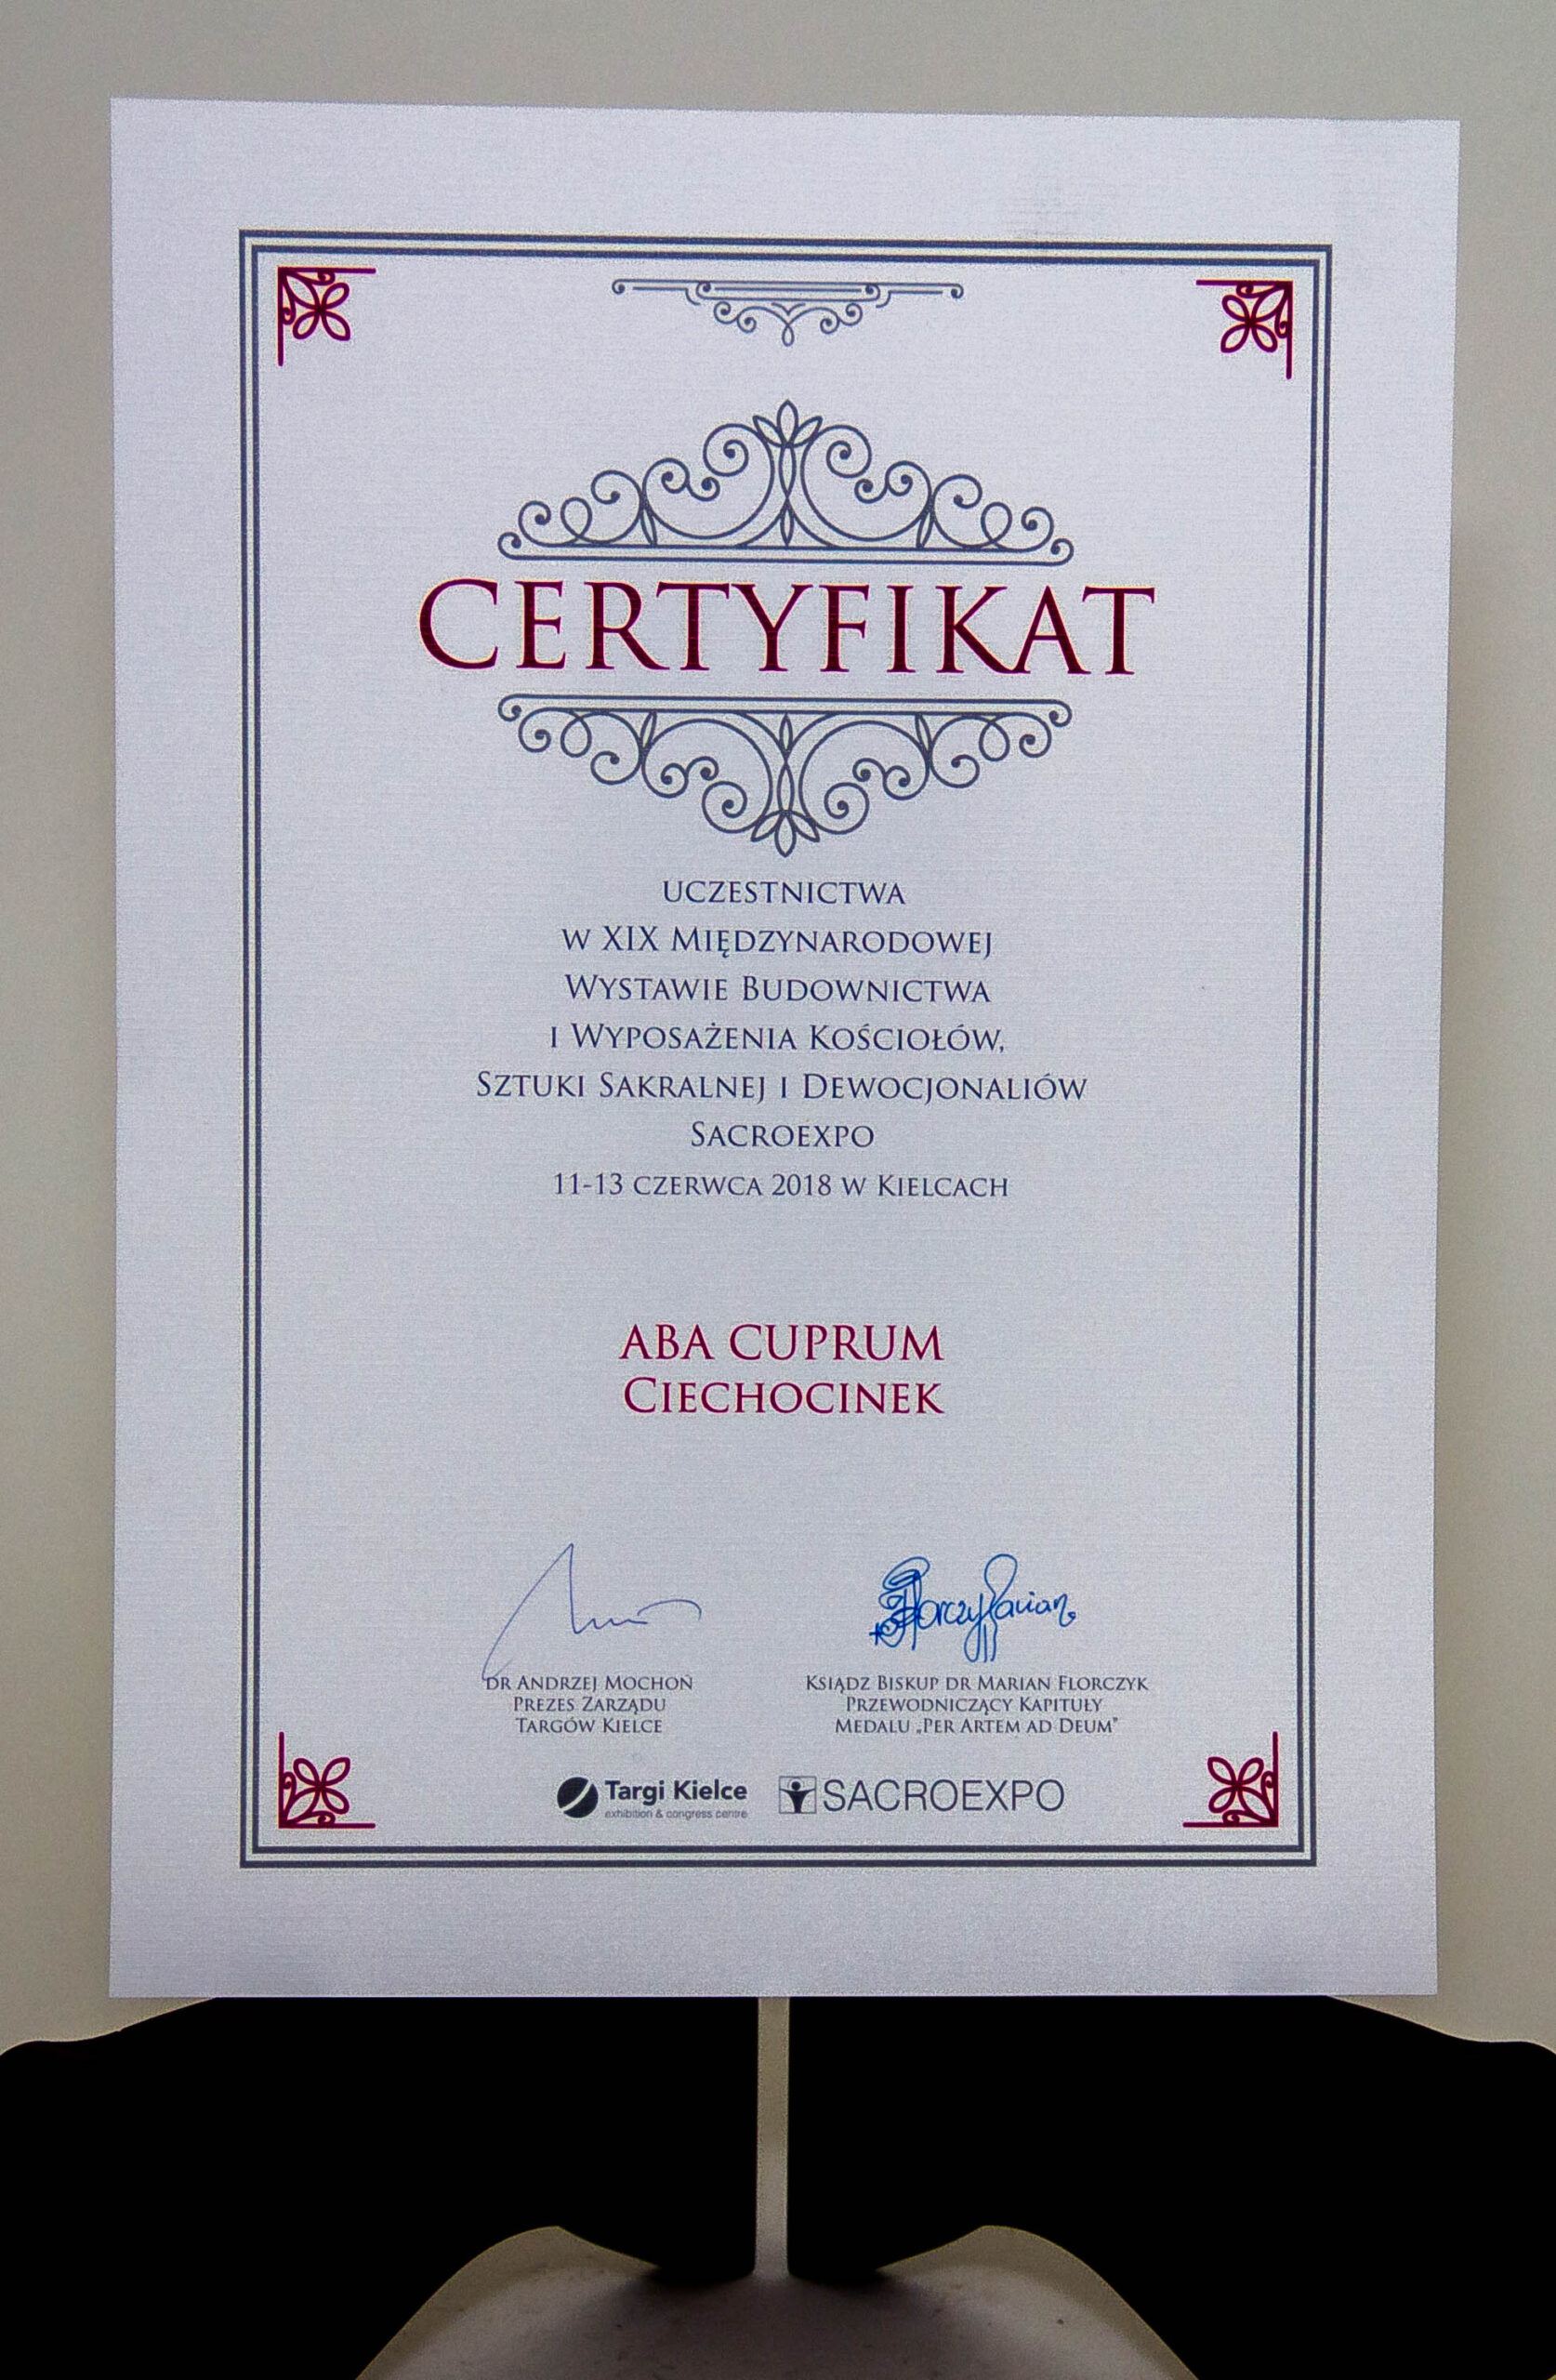 CERTYFIKAT
UCZESTNICTWA
W XIX MIĘDZYNARODOWEJ
WYSTAWIE BUDOWNICTWA
I WYPOSAŻENIA KOŚCIOŁÓW,
SZTUKI SAKRALNEJ I DEWOCJONALIÓW
SACROEXPO
11-13 CZERWCA 2018 W KIELCACH
ABA CUPRUM
CIECHOCINEK
DR ANDRZEJ MOCHOŃ
PREZES ZARZĄDU
TARGÓW KIELCE
KSIĄDZ BISKUP DR MARIAN FLORCZYK
PRZEWODNICZĄCY KAPITUŁY
MEDALU „PER ARTEM AD DEUM”
Targi Kielce
exhibition & congress centre
SACROEXPO